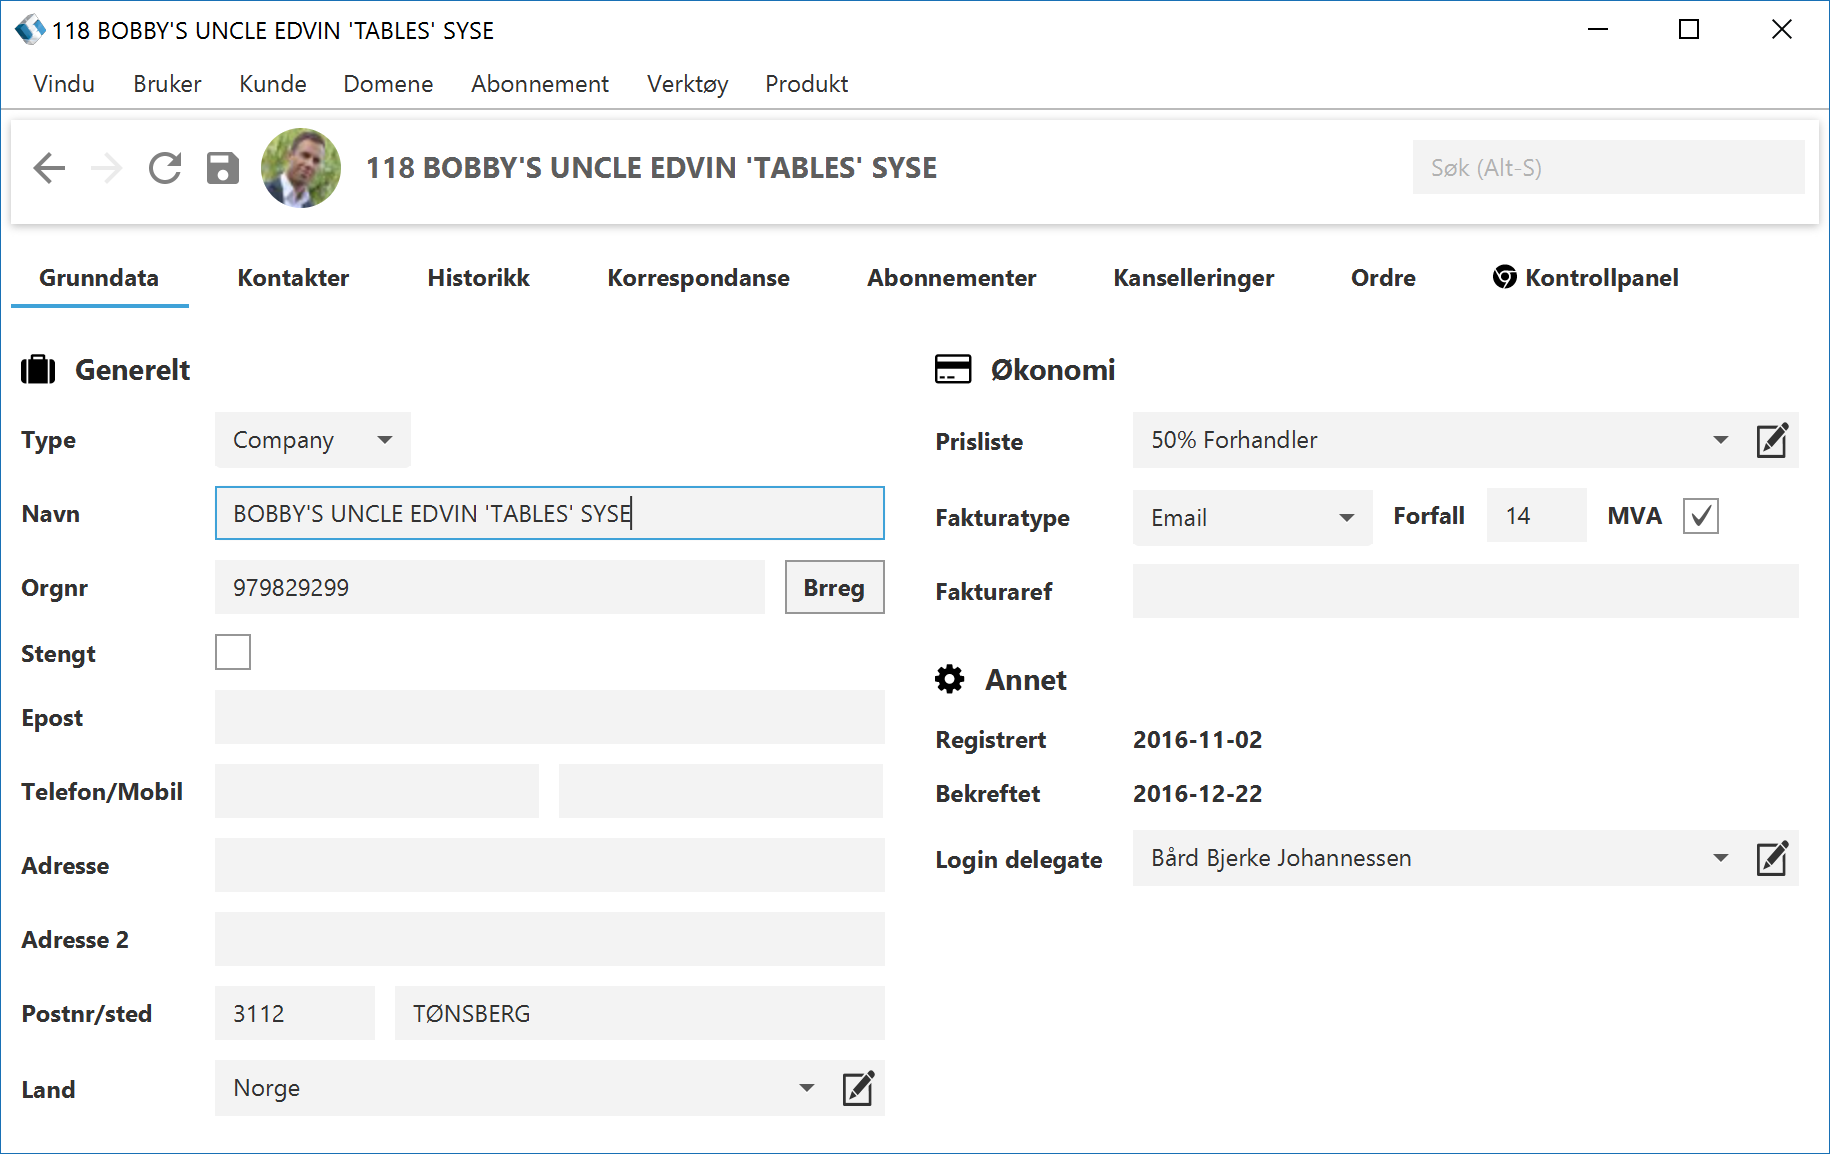 118 BOBBY'S UNCLE EDVIN 'TABLES' SYSE
Vindu Bruker Kunde Domene Abonnement Verktøy Produkt
118 BOBBY'S UNCLE EDVIN 'TABLES' SYSE Søk (Alt-S)
Grunndata Kontakter Historikk Korrespondanse Abonnementer Kanselleringer Ordre Kontrollpanel
Generelt
Type Company
Navn BOBBY'S UNCLE EDVIN 'TABLES' SYSE
Orgnr 979829299 Brreg
Stengt
Epost
Telefon/Mobil
Adresse
Adresse 2
Postnr/sted 3112 TØNSBERG
Land Norge
Økonomi
Prisliste 50% Forhandler
Fakturatype Email Forfall 14 MVA
Fakturaref
Annet
Registrert 2016-11-02
Bekreftet 2016-12-22
Login delegate Bård Bjerke Johannessen